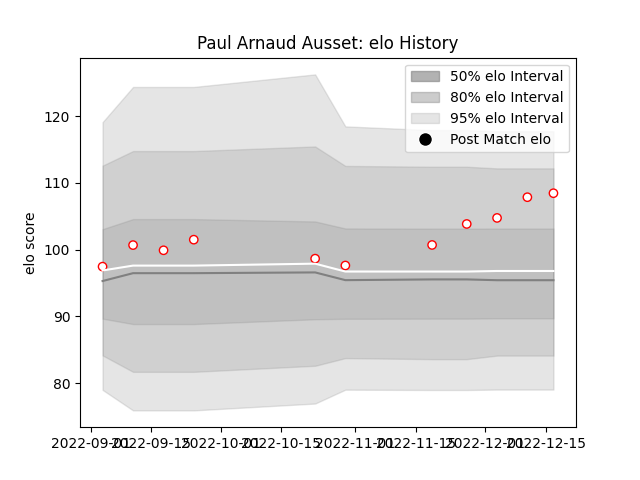 Paul Arnaud Ausset: elo History
50% elo Interval
80% elo Interval
95% elo Interval
Post Match elo
elo score
120
110
100
90
80
2022-09-01 2022-09-15 2022-10-01 2022-10-15 2022-11-01 2022-11-15 2022-12-01 2022-12-15